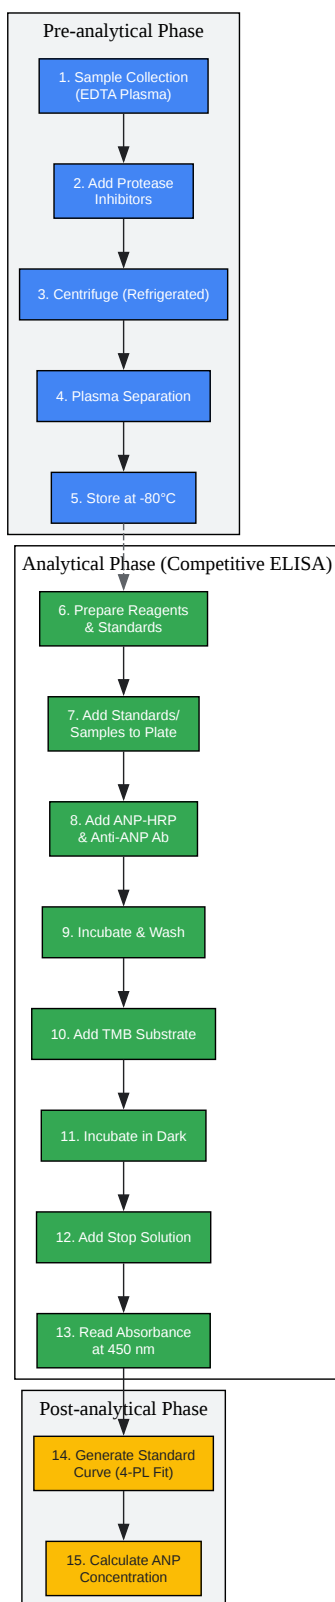 Pre-analytical Phase
1. Sample Collection
(EDTA Plasma)
2. Add Protease
Inhibitors
3. Centrifuge (Refrigerated)
4. Plasma Separation
5. Store at -80°C
Analytical Phase (Competitive ELISA)
6. Prepare Reagents
& Standards
7. Add Standards/
Samples to Plate
8. Add ANP-HRP
& Anti-ANP Ab
9. Incubate & Wash
10. Add TMB Substrate
11. Incubate in Dark
12. Add Stop Solution
13. Read Absorbance
at 450 nm
Post-analytical Phase
14. Generate Standard
Curve (4-PL Fit)
15. Calculate ANP
Concentration